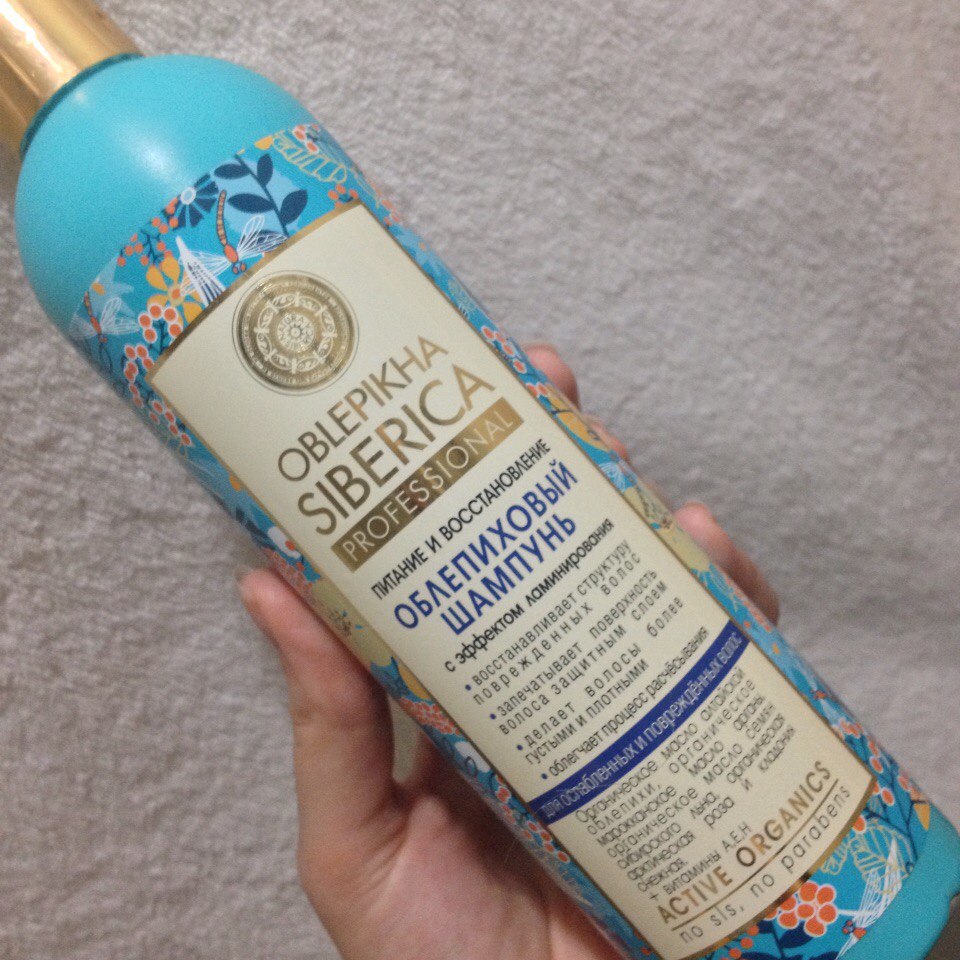 OBLEPIKHA
SIBERICA
PROFESSIONAL
ПИТАНИЕ И ВОССТАНОВЛЕНИЕ
ОБЛЕПИХОВЫЙ
ШАМПУНЬ
с эффектом ламинирования
• восстанавливает структуру
поврежденных волос
• запечатывает поверхность
волоса защитным слоем
• делает волосы более
густыми и плотными
• облегчает процесс расчёсывания
для ослабленных и повреждённых волос
Органическое масло алтайской
облепихи, органическое
марокканское масло арганы,
органическое масло семян
сибирского льна, органическая
арктическая роза и кладония
снежная.
+ витамины A,E,H
ACTIVE ORGANICS
no sls, no parabens